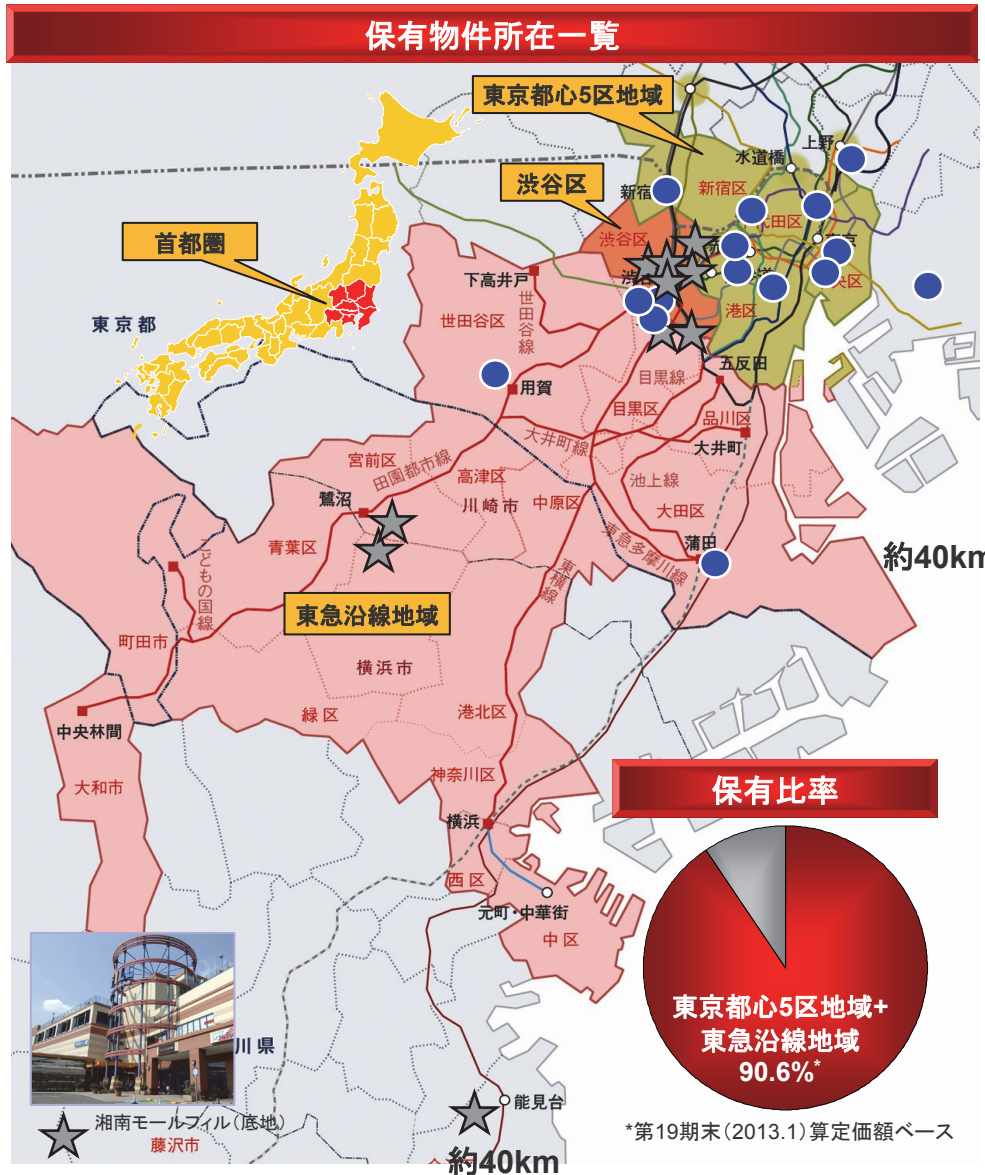 保有物件所在一覧
東京都心5区地域
上野
水道橋
渋谷区
新宿
新宿区
代田区
渋谷区
首都圏
下高井戸
央区
東京都
世田谷線
世田谷区
港区
五反田
用賀
目黒線
目黒区
品川区
大井町線
大井町
宮前区
田園都市線
高津区
池上線
鷺沼
川崎市
中原区
大田区
青葉区
東急多摩川線
蒲田
約40km
こどもの国線
東横線
東急沿線地域
町田市
横浜市
緑区
港北区
中央林間
大和市
神奈川区
保有比率
横浜
西区
元町・中華街
中区
東京都心5区地域+
東急沿線地域
90.6%*
川県
能見台
湘南モールフィル(底地)
藤沢市
*第19期末(2013.1)算定価額ベース
約40km